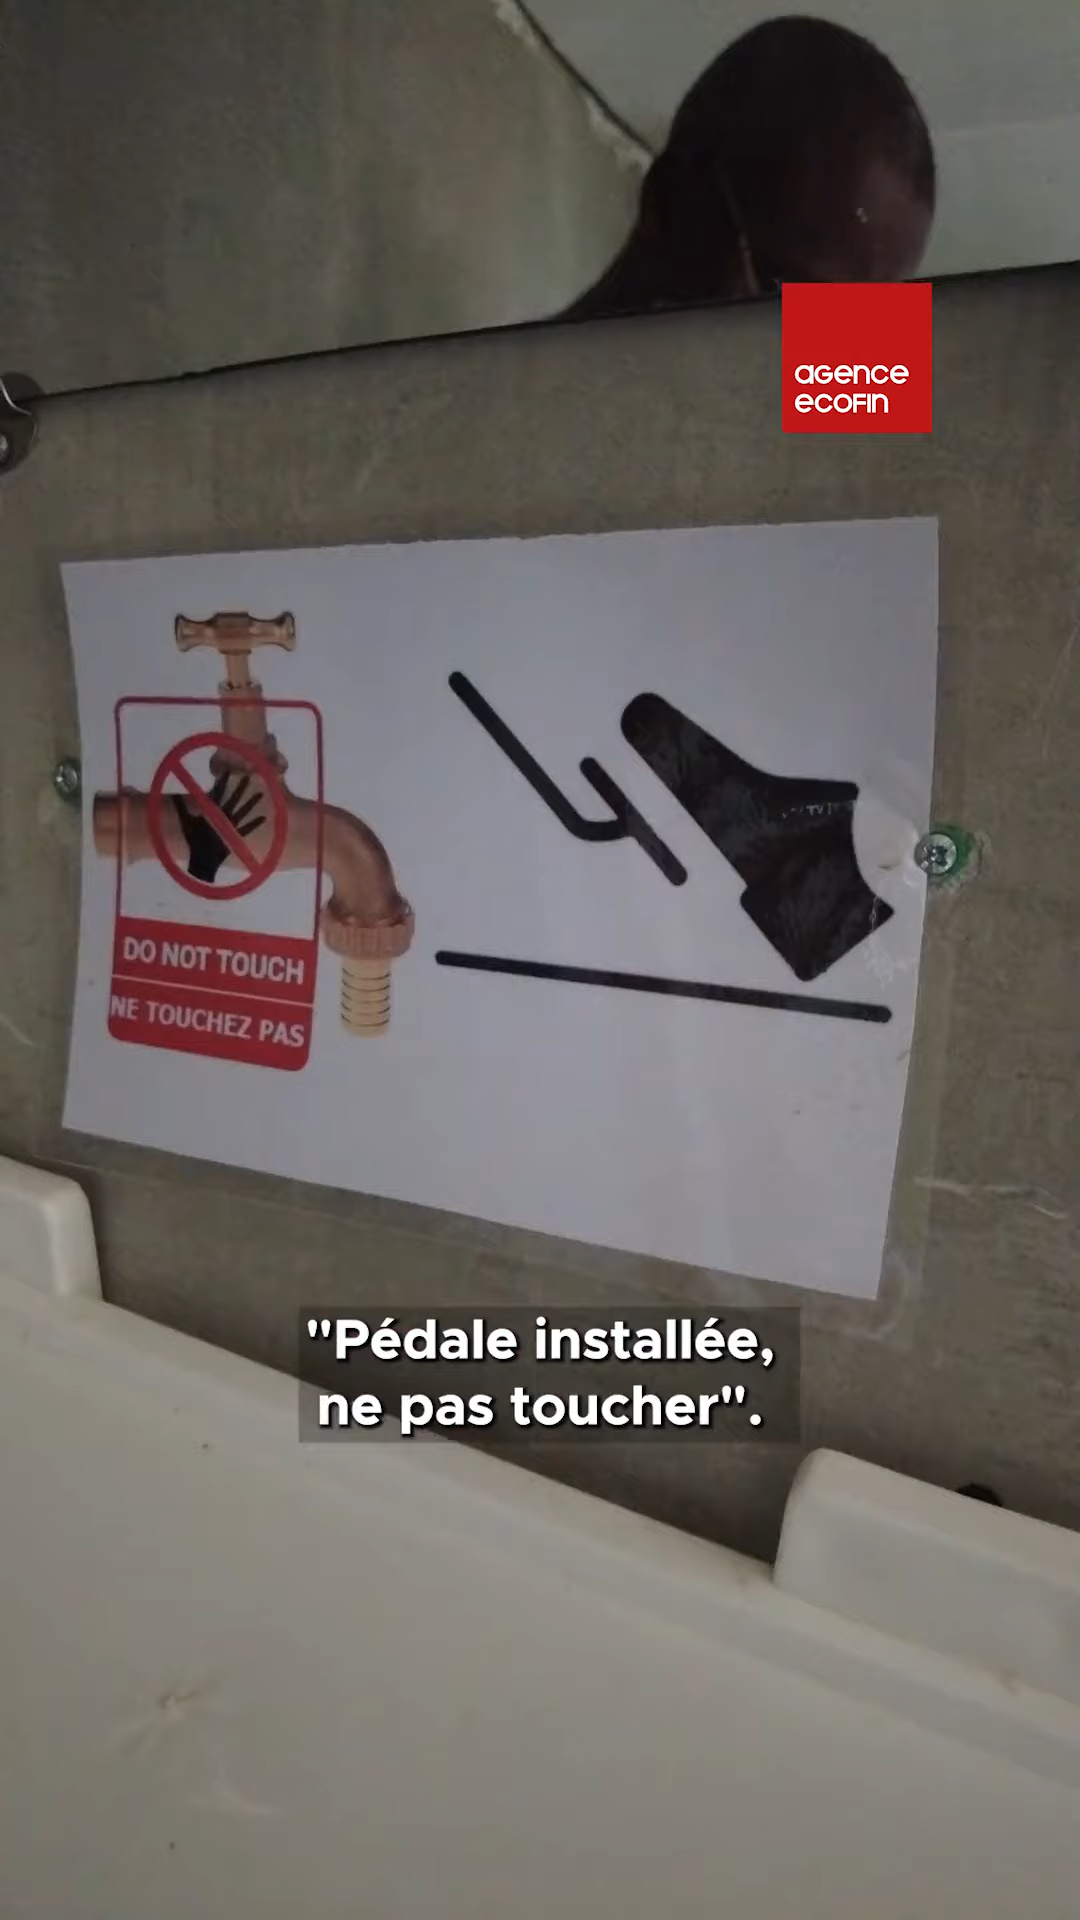 agence
ecofin
DO NOT TOUCH
NE TOUCHEZ PAS
"Pédale installée,
ne pas toucher".